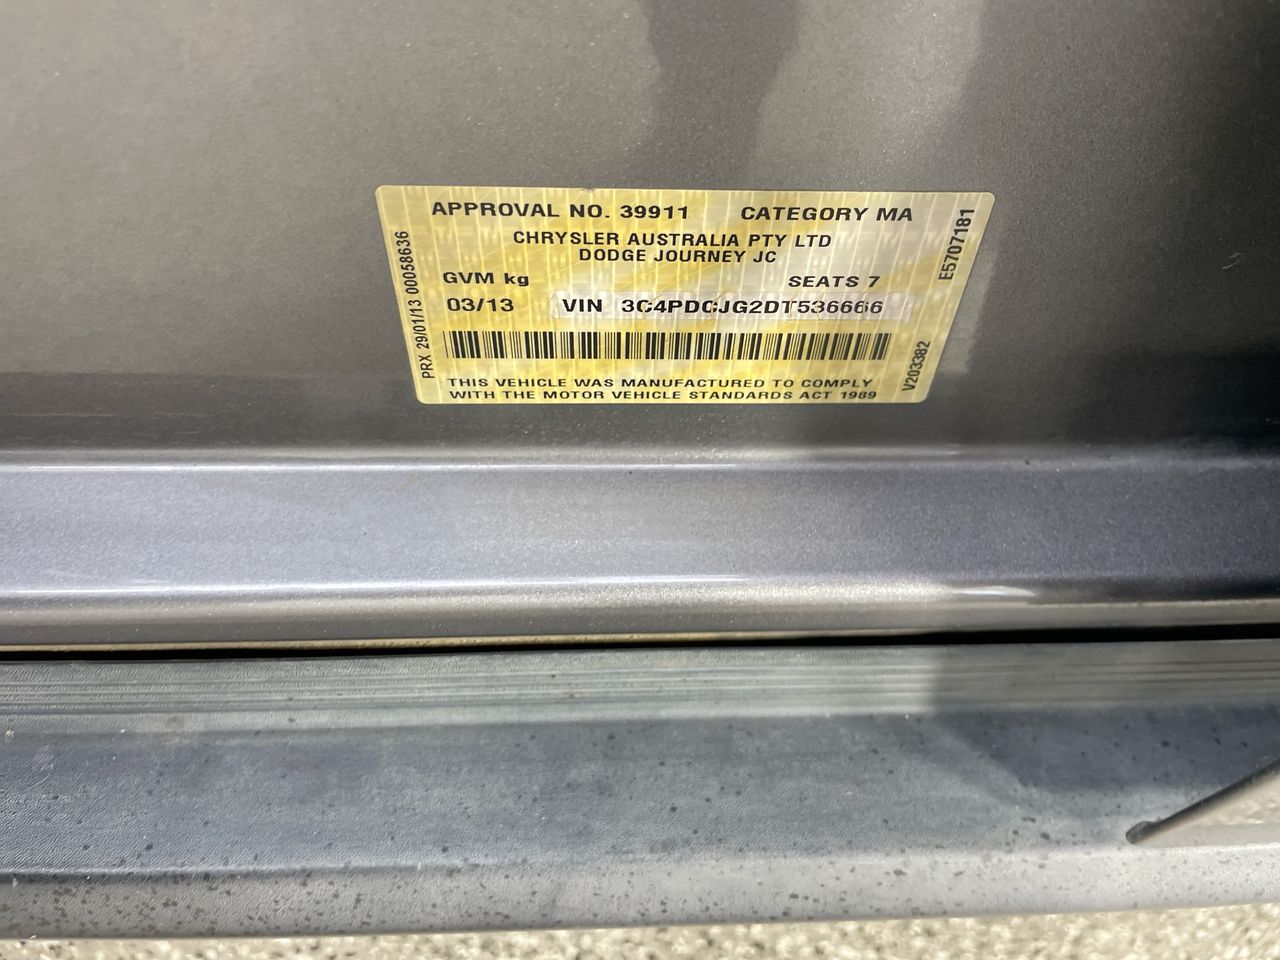 APPROVAL NO. 39911 CATEGORY MA
CHRYSLER AUSTRALIA PTY LTD
DODGE JOURNEY JC
GVM kg SEATS 7
03/13 VIN 3C4PDCJG2DT536666
THIS VEHICLE WAS MANUFACTURED TO COMPLY
WITH THE MOTOR VEHICLE STANDARDS ACT 1989
PRX 29/01/13 00058636
E5707181
V203382